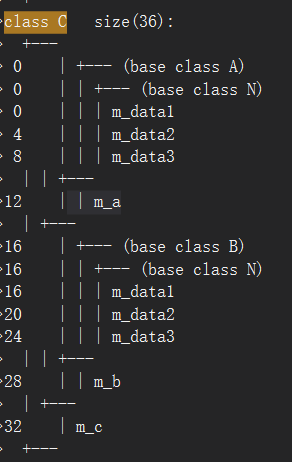 class C   size(36):
  +---
 0    | +--- (base class A)
 0    | | +--- (base class N)
 0    | | | m_data1
 4    | | | m_data2
 8    | | | m_data3
  | | +---
12    | | m_a
  | +---
16    | +--- (base class B)
16    | | +--- (base class N)
16    | | | m_data1
20    | | | m_data2
24    | | | m_data3
  | | +---
28    | | m_b
  | +---
32    | m_c
  +---